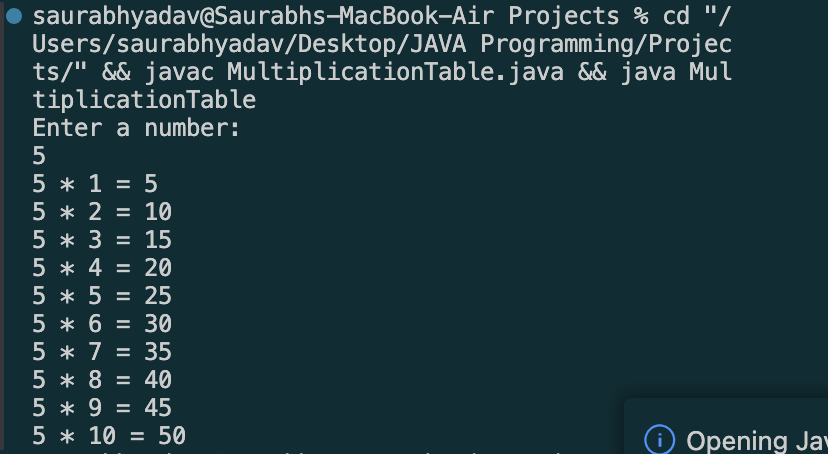 saurabhyadav@Saurabhs-MacBook-Air Projects % cd "/
Users/saurabhyadav/Desktop/JAVA Programming/Projec
ts/" && javac MultiplicationTable.java && java Mul
tiplicationTable
Enter a number:
5
5 * 1 = 5
5 * 2 = 10
5 * 3 = 15
5 * 4 = 20
5 * 5 = 25
5 * 6 = 30
5 * 7 = 35
5 * 8 = 40
5 * 9 = 45
5 * 10 = 50
Opening